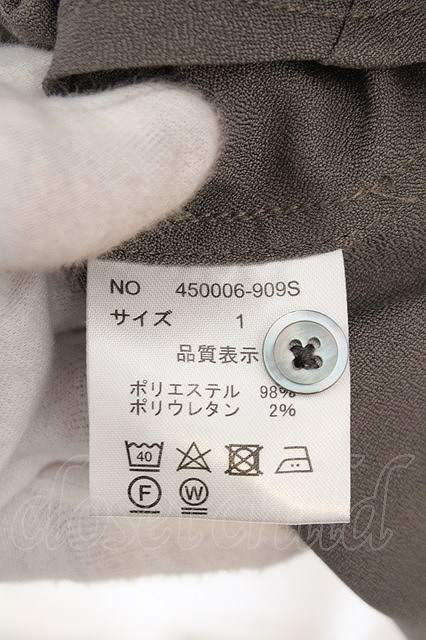 NO 450006-909S
サイズ 1
品質表示
ポリエステル 98%
ポリウレタン 2%
40
F W
closetchild